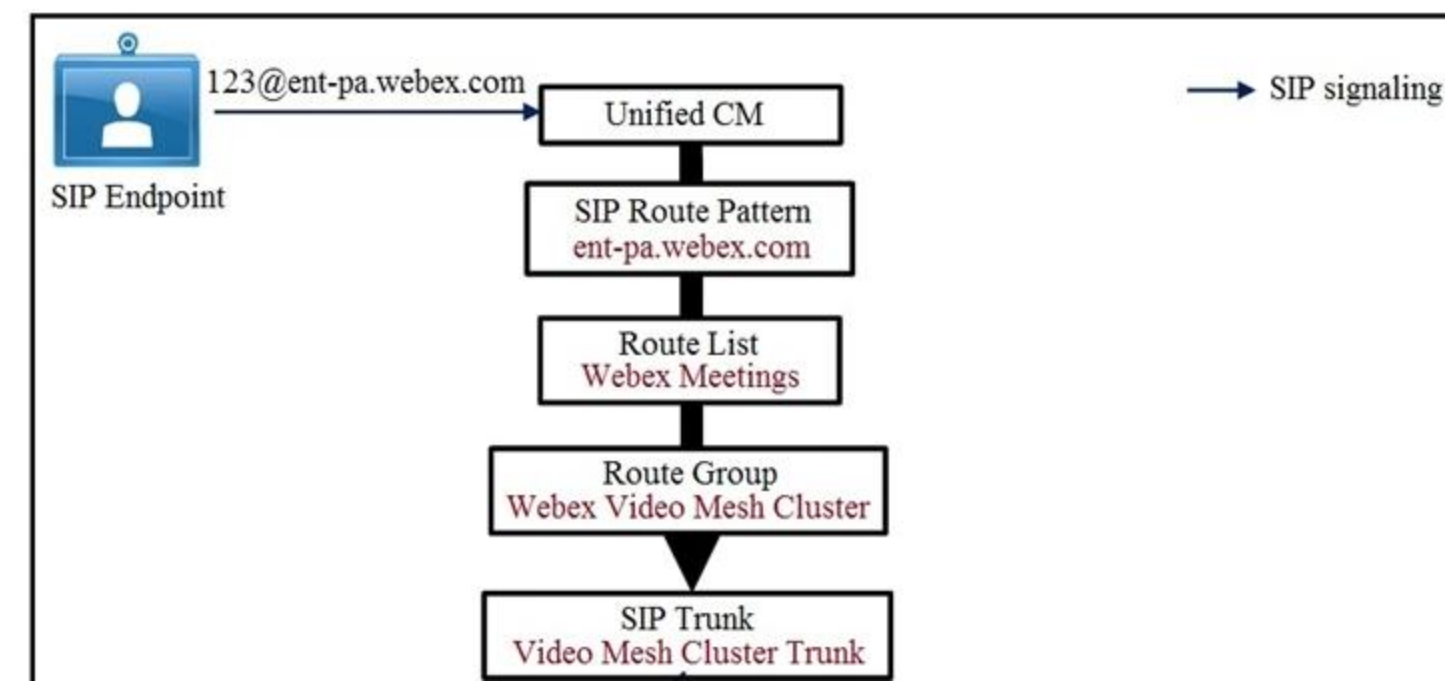 123@ent-pa.webex.com
SIP signaling
Unified CM
SIP Endpoint
SIP Route Pattern
ent-pa.webex.com
Route List
Webex Meetings
Route Group
Webex Video Mesh Cluster
SIP Trunk
Video Mesh Cluster Trunk